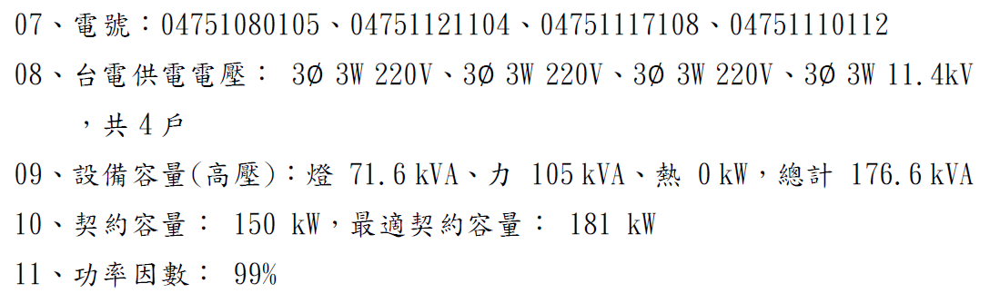 07、電號：04751080105、04751121104、04751117108、04751110112
08、台電供電電壓： 3Ø 3W 220V、3Ø 3W 220V、3Ø 3W 220V、3Ø 3W 11.4kV
，共 4 戶
09、設備容量(高壓)：燈 71.6 kVA、力 105 kVA、熱 0 kW，總計 176.6 kVA
10、契約容量： 150 kW，最適契約容量： 181 kW
11、功率因數： 99%